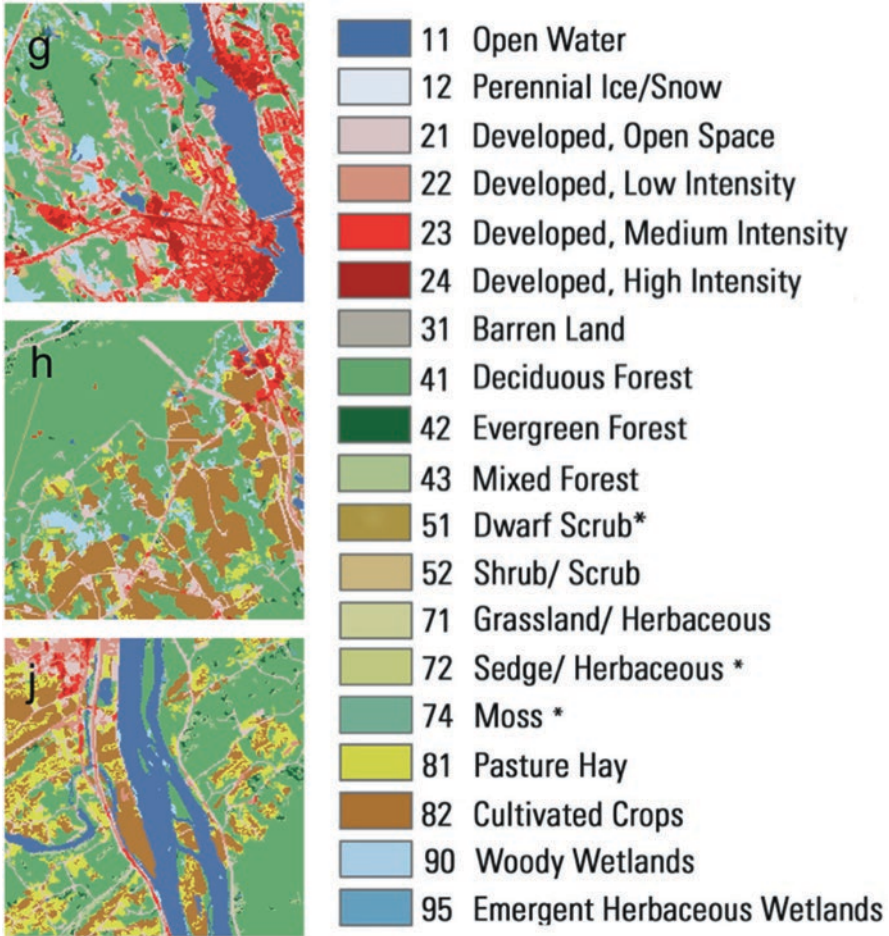 g
h
j
11 Open Water
12 Perennial Ice/Snow
21 Developed, Open Space
22 Developed, Low Intensity
23 Developed, Medium Intensity
24 Developed, High Intensity
31 Barren Land
41 Deciduous Forest
42 Evergreen Forest
43 Mixed Forest
51 Dwarf Scrub*
52 Shrub/ Scrub
71 Grassland/ Herbaceous
72 Sedge/ Herbaceous *
74 Moss *
81 Pasture Hay
82 Cultivated Crops
90 Woody Wetlands
95 Emergent Herbaceous Wetlands